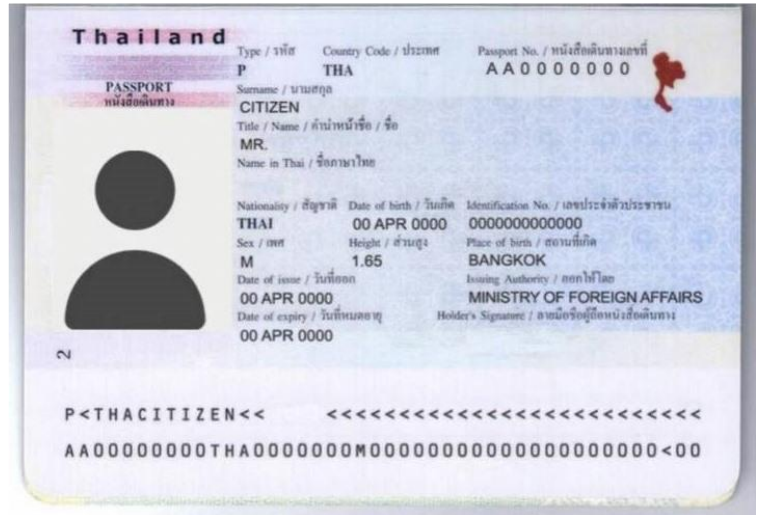 Thailand
PASSPORT
หนังสือเดินทาง
Type / รหัส Country Code / ประเทศ Passport No. / หนังสือเดินทางเลขที่
P THA AA0000000
Surname / นามสกุล
CITIZEN
Title / Name / คำนำหน้าชื่อ / ชื่อ
MR.
Name in Thai / ชื่อภาษาไทย
Nationality / สัญชาติ Date of birth / วันเกิด Identification No. / เลขประจำตัวประชาชน
THAI 00 APR 0000 0000000000000
Sex / เพศ Height / ส่วนสูง Place of birth / สถานที่เกิด
M 1.65 BANGKOK
Date of issue / วันที่ออก Issuing Authority / ออกให้โดย
00 APR 0000 MINISTRY OF FOREIGN AFFAIRS
Date of expiry / วันที่หมดอายุ Holder's Signature / ลายมือชื่อผู้ถือหนังสือเดินทาง
00 APR 0000
2
P<THACITIZEN<< <<<<<<<<<<<<<<<<<<<<<<<<<<
AA00000000THA0000000M00000000000000000000<00